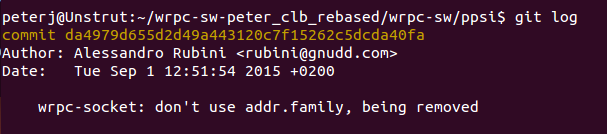 peterj@Unstrut:~/wrpc-sw-peter_clb_rebased/wrpc-sw/ppsi$ git log
commit da4979d655d2d49a443120c7f15262c5dcda40fa
Author: Alessandro Rubini <rubini@gnudd.com>
Date:   Tue Sep 1 12:51:54 2015 +0200
    wrpc-socket: don't use addr.family, being removed